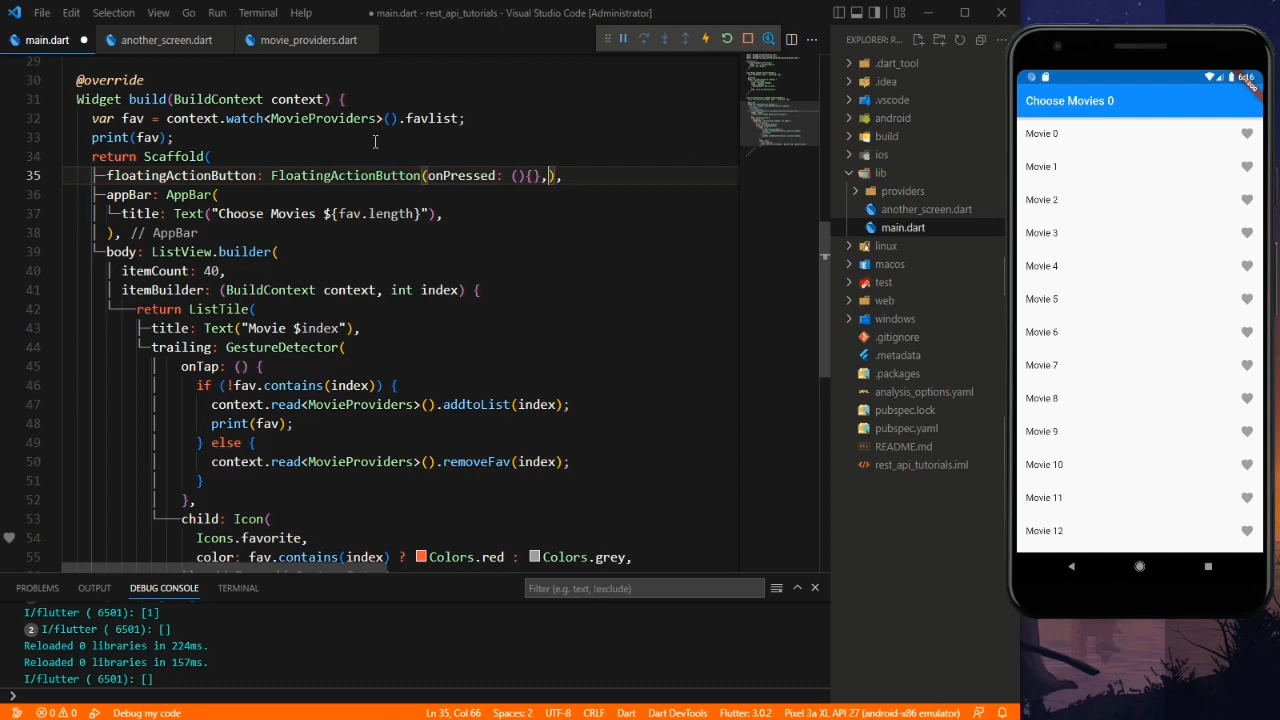 File Edit Selection View Go Run Terminal Help
● main.dart - rest_api_tutorials - Visual Studio Code [Administrator]
main.dart ●
another_screen.dart
movie_providers.dart
29
30 @override
31 Widget build(BuildContext context) {
32 var fav = context.watch<MovieProviders>().favlist;
33 print(fav);
34 return Scaffold(
35 floatingActionButton: FloatingActionButton(onPressed: (){},),
36 appBar: AppBar(
37 title: Text("Choose Movies ${fav.length}"),
38 ), // AppBar
39 body: ListView.builder(
40 itemCount: 40,
41 itemBuilder: (BuildContext context, int index) {
42 return ListTile(
43 title: Text("Movie $index"),
44 trailing: GestureDetector(
45 onTap: () {
46 if (!fav.contains(index)) {
47 context.read<MovieProviders>().addtoList(index);
48 print(fav);
49 } else {
50 context.read<MovieProviders>().removeFav(index);
51 }
52 },
53 child: Icon(
54 Icons.favorite,
55 color: fav.contains(index) ? Colors.red : Colors.grey,
PROBLEMS OUTPUT DEBUG CONSOLE TERMINAL
Filter (e.g. text, !exclude)
I/flutter ( 6501): [1]
2 I/flutter ( 6501): []
Reloaded 0 libraries in 224ms.
Reloaded 0 libraries in 157ms.
I/flutter ( 6501): []
EXPLORER: R...
.dart_tool
.idea
.vscode
android
build
ios
lib
providers
another_screen.dart
main.dart
linux
macos
test
web
windows
.gitignore
.metadata
.packages
analysis_options.yaml
pubspec.lock
pubspec.yaml
README.md
rest_api_tutorials.iml
0 0 Debug my code
Ln 35, Col 66 Spaces: 2 UTF-8 CRLF Dart Dart DevTools Flutter: 3.0.2 Pixel 3a XL API 27 (android-x86 emulator)
Choose Movies 0
Movie 0
Movie 1
Movie 2
Movie 3
Movie 4
Movie 5
Movie 6
Movie 7
Movie 8
Movie 9
Movie 10
Movie 11
Movie 12